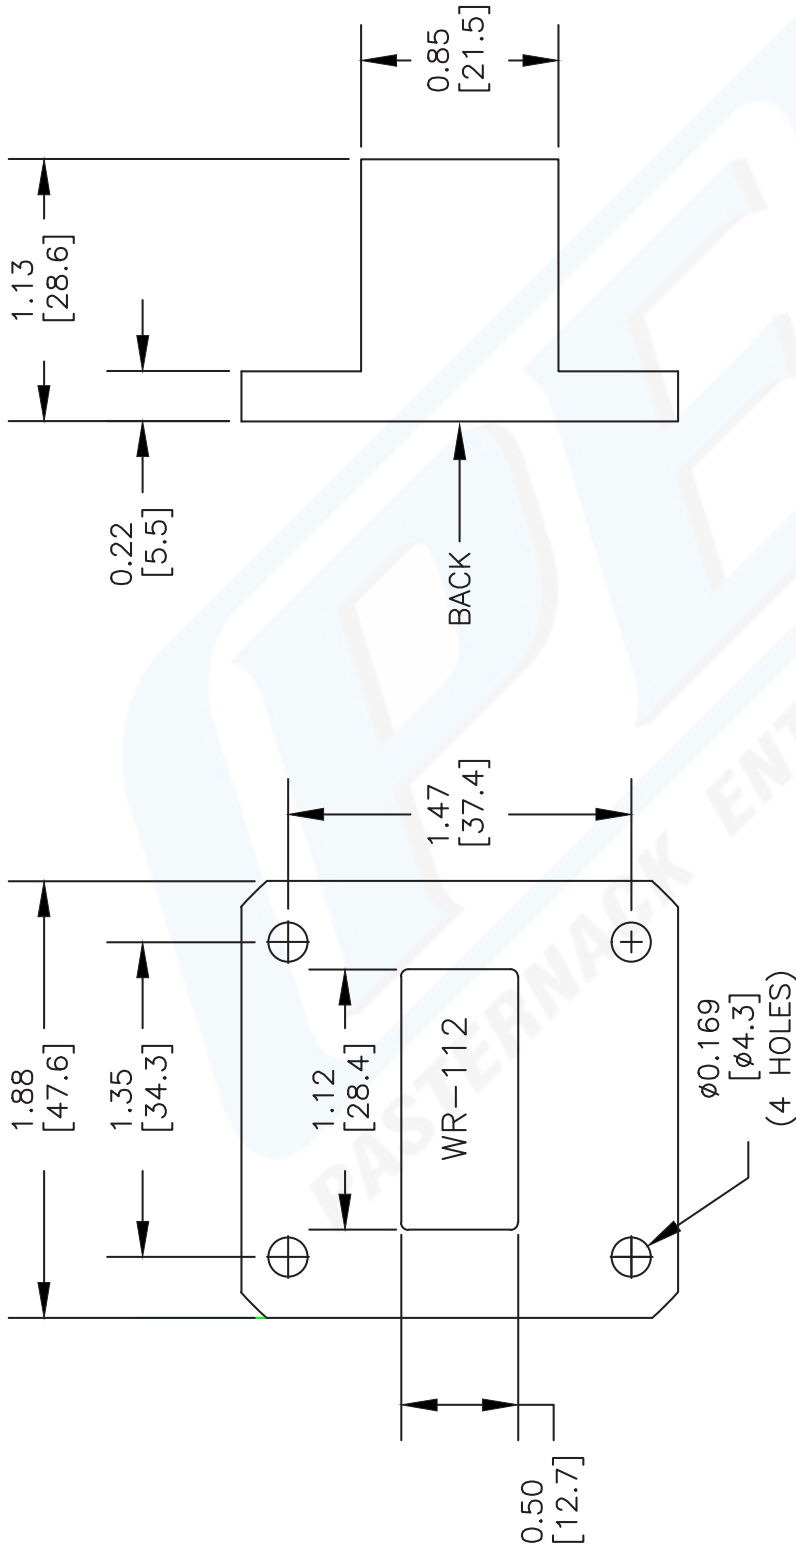 1.88
[47.6]
1.35
[34.3]
1.12
[28.4]
WR-112
0.50
[12.7]
1.47
[37.4]
ø0.169
[ø4.3]
(4 HOLES)
1.13
[28.6]
0.22
[5.5]
BACK
0.85
[21.5]
PE
PASTERNACK ENT